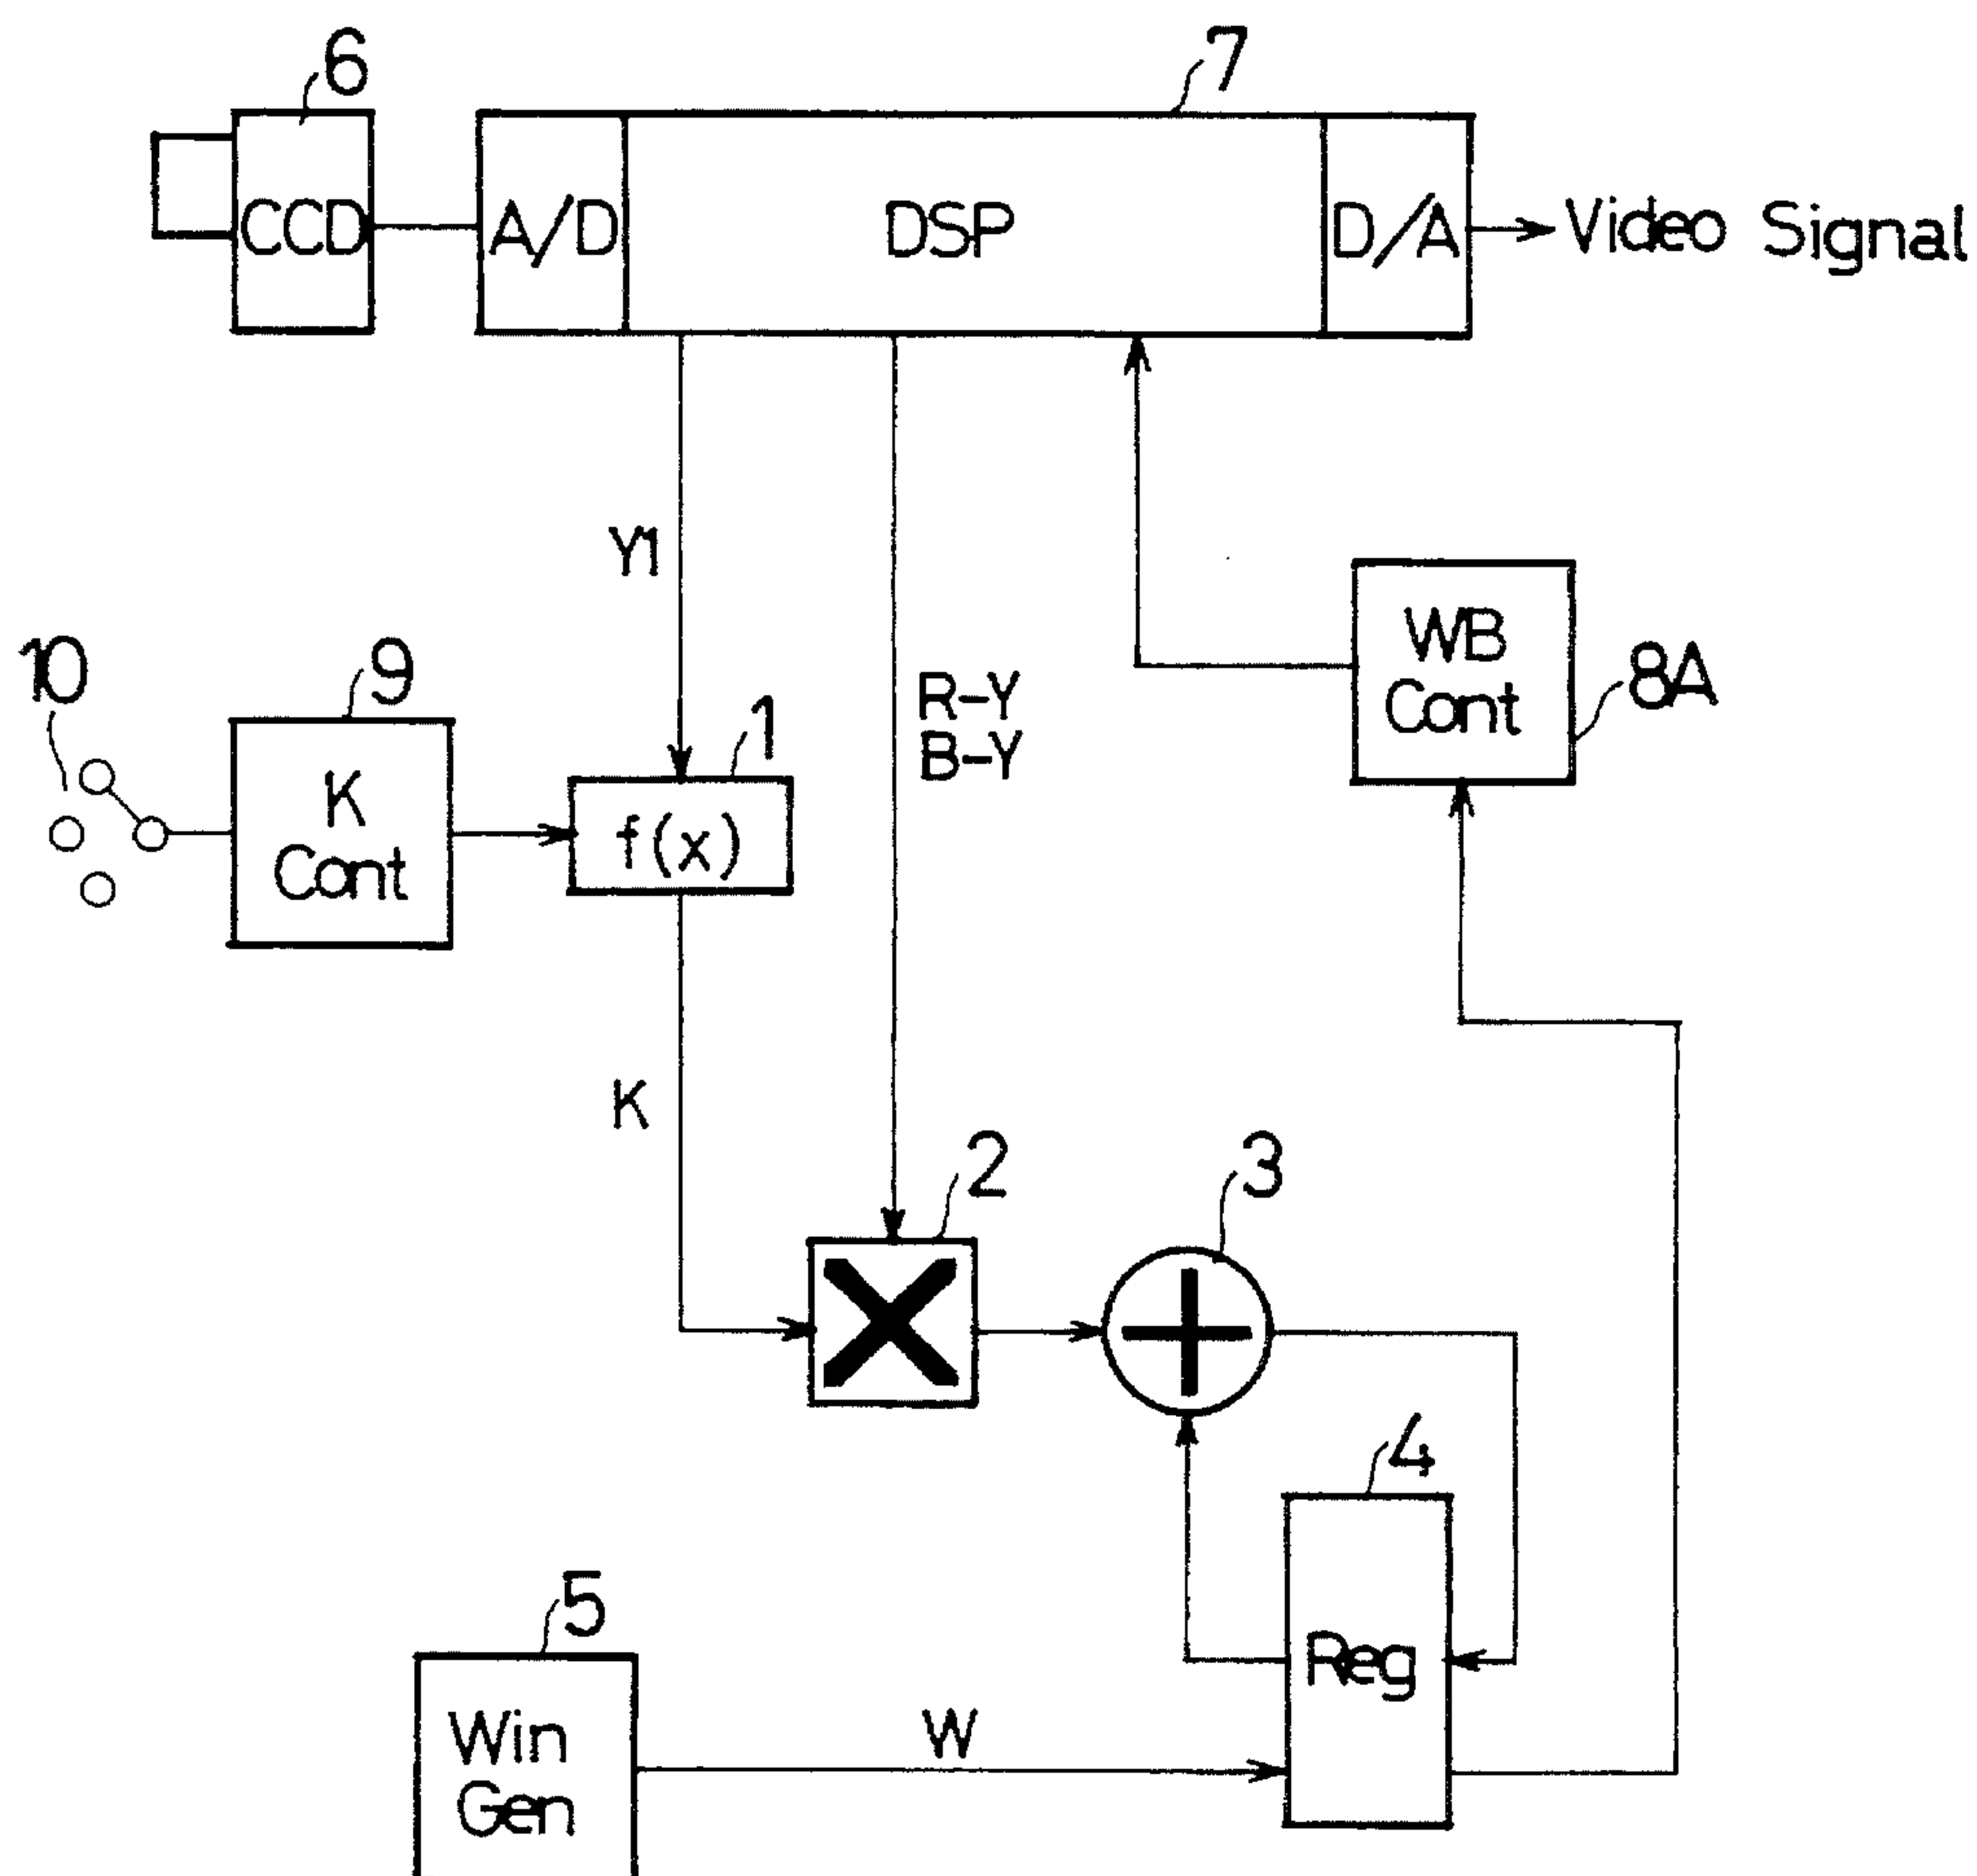 6
7
CCD
A/D
DSP
D/A
Video Signal
Y1
WB
Cont
8A
10
9
1
R-Y
B-Y
K
Cont
f(x)
K
2
3
4
5
Reg
Win
Gen
W